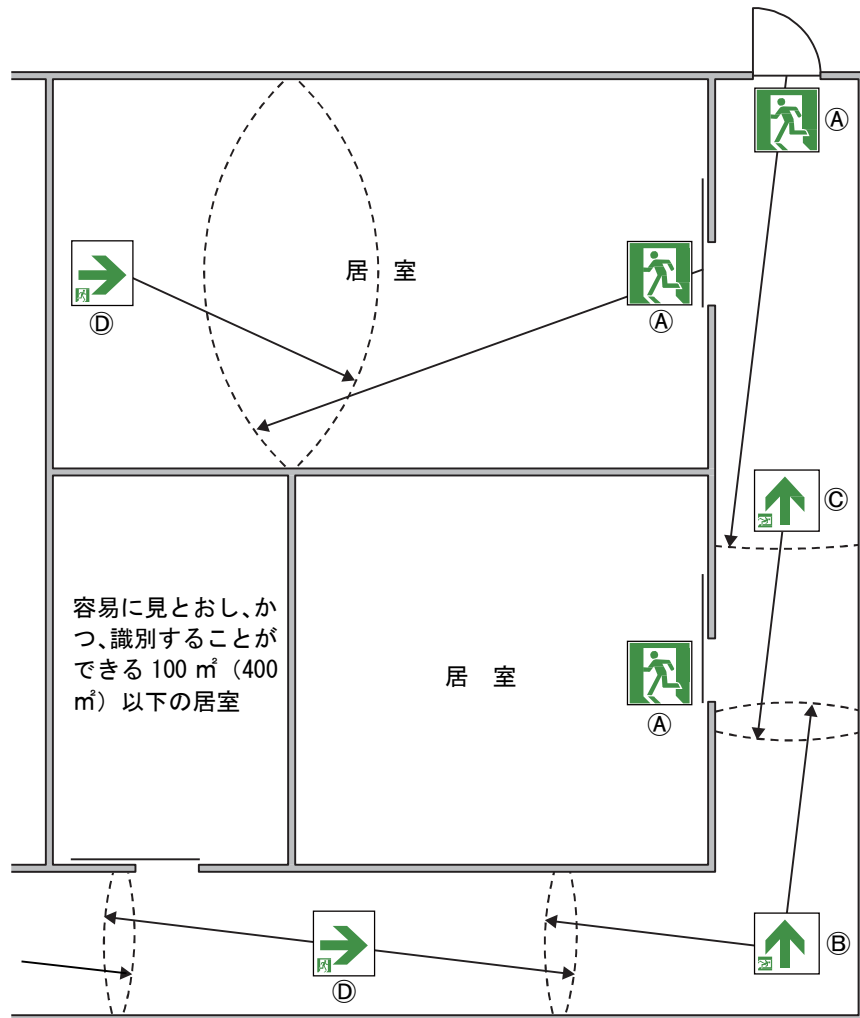 Ⓐ
居 室
Ⓓ
Ⓐ
Ⓒ
容易に見とおし、か
つ、識別することが
できる 100 ㎡（400
㎡）以下の居室
居 室
Ⓐ
Ⓑ
Ⓓ